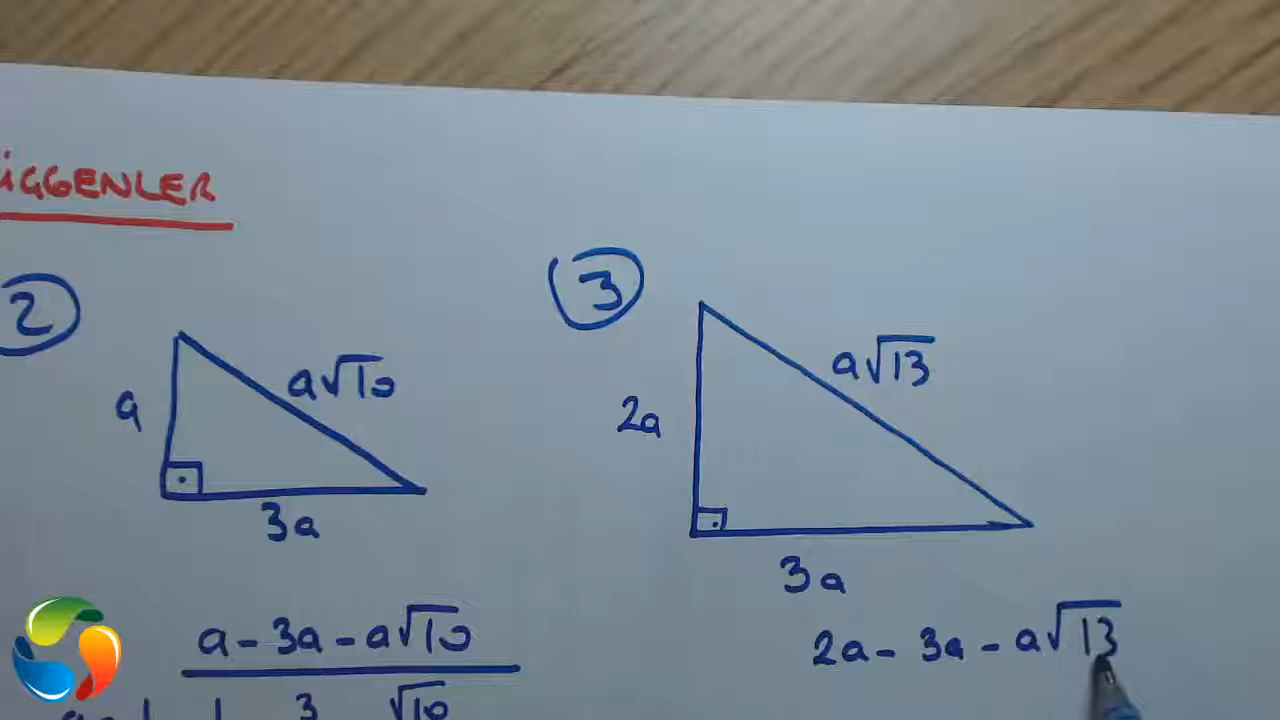 İGGENLER
2
a
a√10
3a
a - 3a - a√10
1 3 √10
3
2a
a√13
3a
2a - 3a - a√13